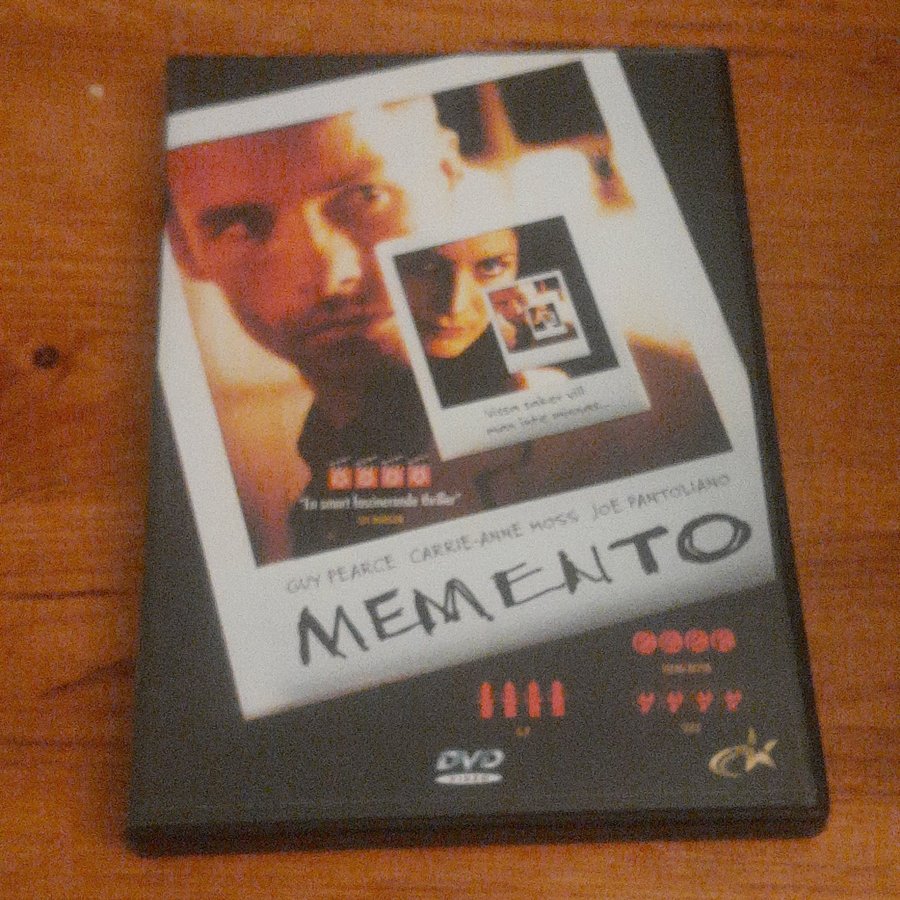 Vissa saker vill
man inte minnas...
"En smart fascinerande thriller"
GUY PEARCE CARRIE-ANNE MOSS JOE PANTOLIANO
MEMENTO
DVD
VIDEO